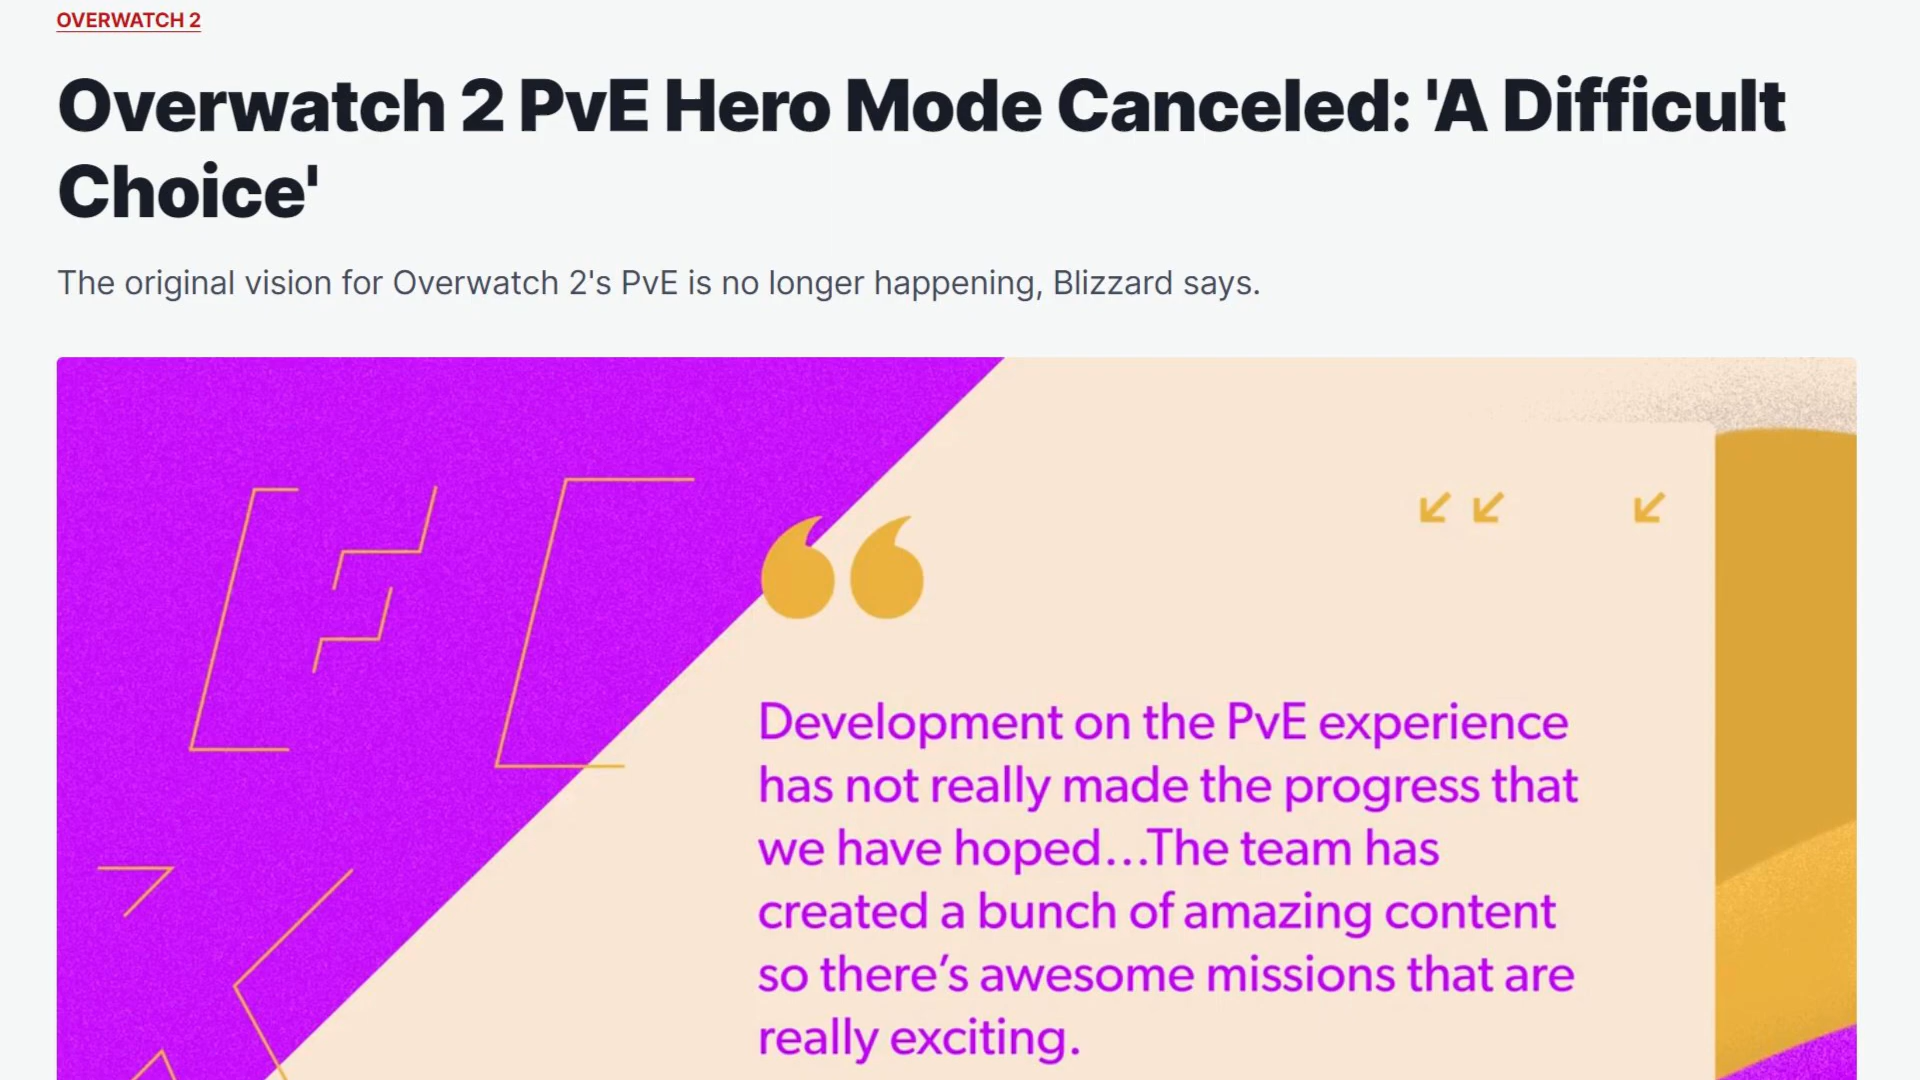 OVERWATCH 2
Overwatch 2 PvE Hero Mode Canceled: 'A Difficult
Choice'
The original vision for Overwatch 2's PvE is no longer happening, Blizzard says.
“
Development on the PvE experience
has not really made the progress that
we have hoped...The team has
created a bunch of amazing content
so there’s awesome missions that are
really exciting.